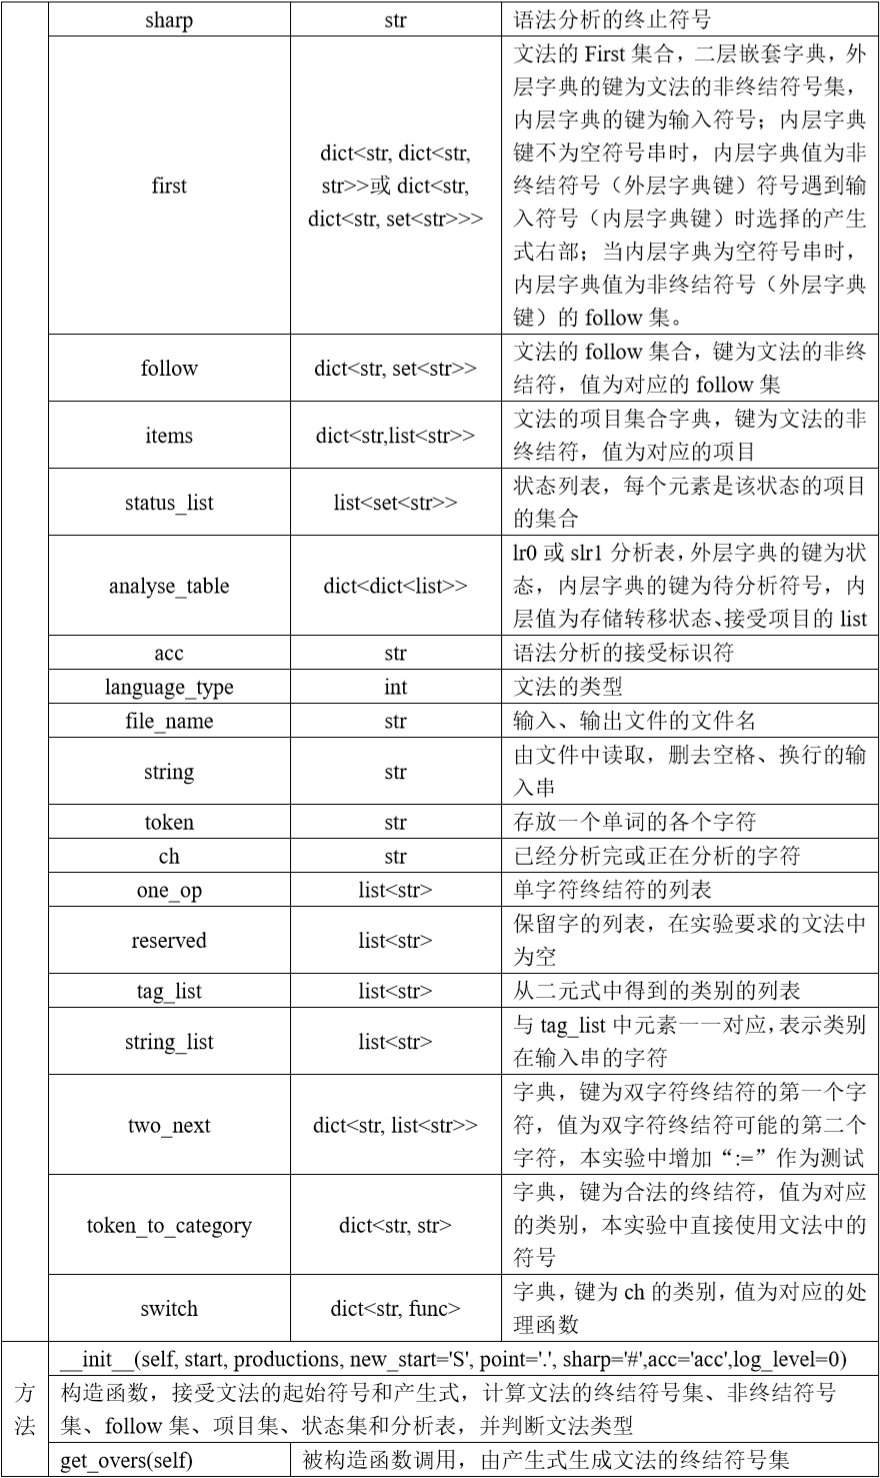 sharp str 语法分析的终止符号
文法的 First 集合，二层嵌套字典，外
层字典的键为文法的非终结符号集，
内层字典的键为输入符号；内层字典
键不为空符号串时，内层字典值为非
first dict<str, dict<str, str>>或 dict<str, dict<str, set<str>>>
终结符号（外层字典键）符号遇到输
入符号（内层字典键）时选择的产生
式右部；当内层字典为空符号串时，
内层字典值为非终结符号（外层字典
键）的 follow 集。
follow dict<str, set<str>> 文法的 follow 集合，键为文法的非终
结符，值为对应的 follow 集
items dict<str,list<str>> 文法的项目集合字典，键为文法的非
终结符，值为对应的项目
status_list list<set<str>> 状态列表，每个元素是该状态的项目
的集合
analyse_table dict<dict<list>> lr0 或 slr1 分析表，外层字典的键为状
态，内层字典的键为待分析符号，内
层值为存储转移状态、接受项目的 list
acc str 语法分析的接受标识符
language_type int 文法的类型
file_name str 输入、输出文件的文件名
string str 由文件中读取，删去空格、换行的输
入串
token str 存放一个单词的各个字符
ch str 已经分析完或正在分析的字符
one_op list<str> 单字符终结符的列表
reserved list<str> 保留字的列表，在实验要求的文法中
为空
tag_list list<str> 从二元式中得到的类别的列表
string_list list<str> 与 tag_list 中元素一一对应，表示类别
在输入串的字符
two_next dict<str, list<str>> 字典，键为双字符终结符的第一个字
符，值为双字符终结符可能的第二个
字符，本实验中增加“:=”作为测试
token_to_category dict<str, str> 字典，键为合法的终结符，值为对应
的类别，本实验中直接使用文法中的
符号
switch dict<str, func> 字典，键为 ch 的类别，值为对应的处
理函数
方法
__init__(self, start, productions, new_start='S', point='.', sharp='#',acc='acc',log_level=0)
构造函数，接受文法的起始符号和产生式，计算文法的终结符号集、非终结符号
集、follow 集、项目集、状态集和分析表，并判断文法类型
get_overs(self) 被构造函数调用，由产生式生成文法的终结符号集